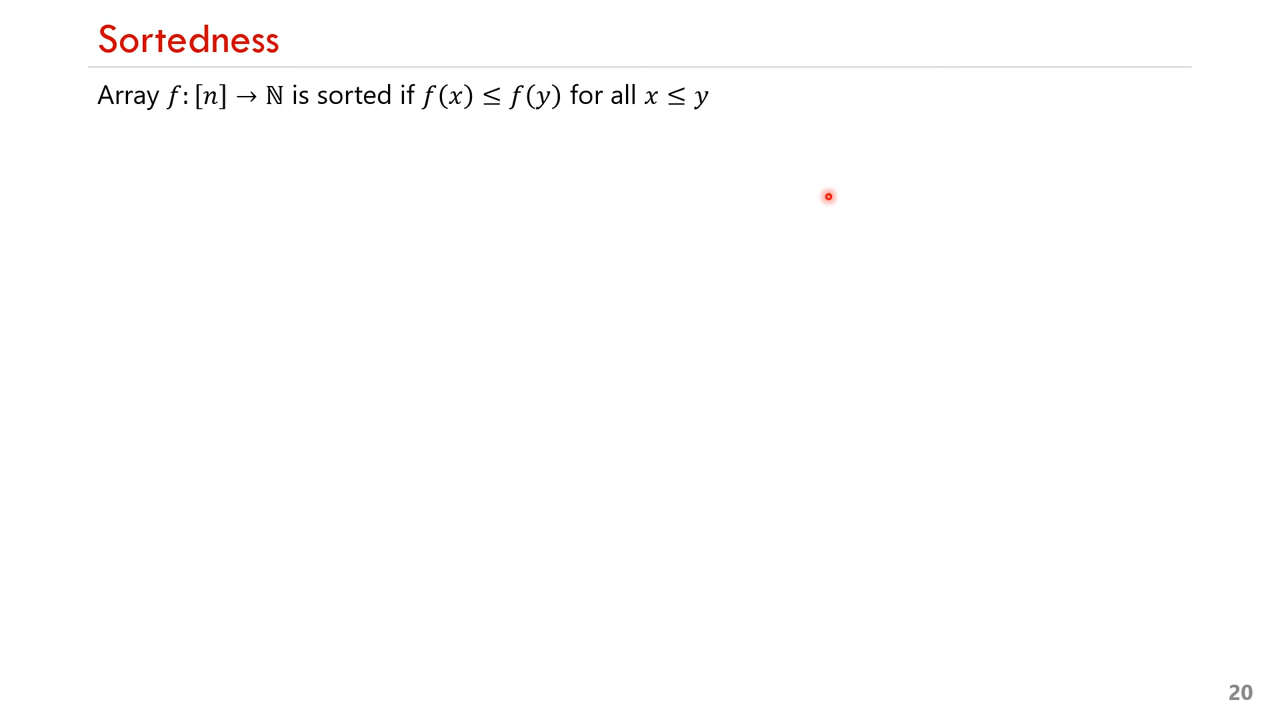 Sortedness
Array 𝑓: [𝑛] → ℕ is sorted if 𝑓(𝑥) ≤ 𝑓(𝑦) for all 𝑥 ≤ 𝑦
20